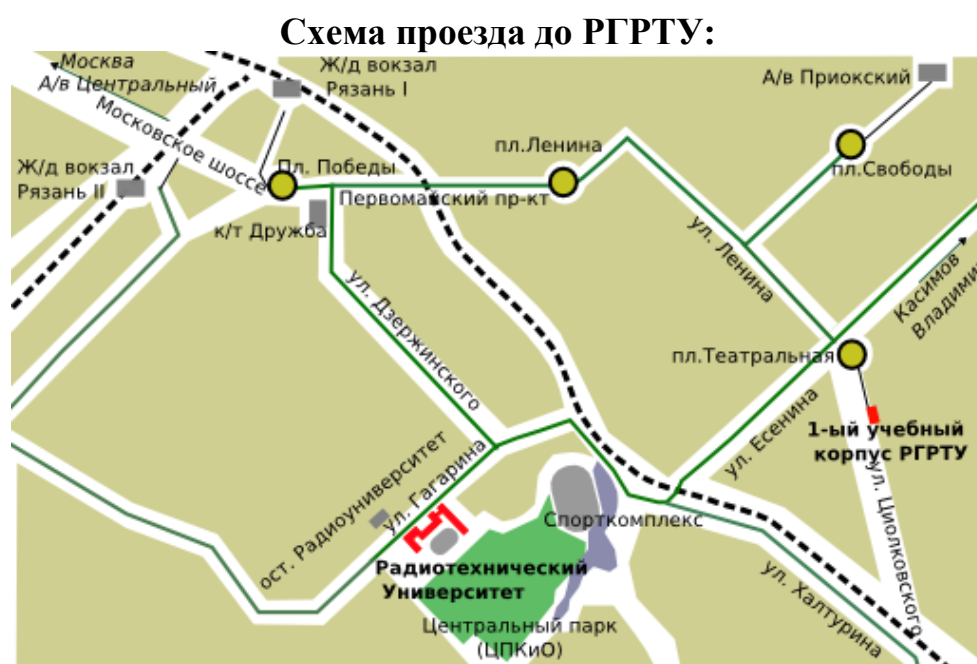 Схема проезда до РГРТУ:
Москва
А/в Центральный
Ж/д вокзал
Рязань I
А/в Приокский
Московское шоссе
пл.Ленина
Ж/д вокзал
Рязань II
Пл. Победы
пл.Свободы
Первомайский пр-кт
к/т Дружба
ул. Ленина
Касимов
Владимир
ул. Дзержинского
пл.Театральная
ул. Есенина
1-ый учебный
корпус РГРТУ
ост. Радиоуниверситет
ул. Гагарина
ул. Циолковского
Спорткомплекс
Радиотехнический
Университет
ул. Халтурина
Центральный парк
(ЦПКиО)